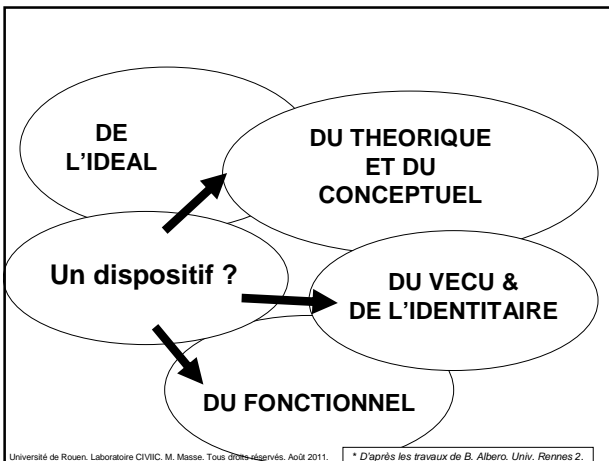 DE
L'IDEAL
DU THEORIQUE
ET DU
CONCEPTUEL
Un dispositif ?
DU VECU &
DE L'IDENTITAIRE
DU FONCTIONNEL
Université de Rouen. Laboratoire CIVIIC. M. Masse. Tous droits réservés. Août 2011.
* D'après les travaux de B. Albero. Univ. Rennes 2.